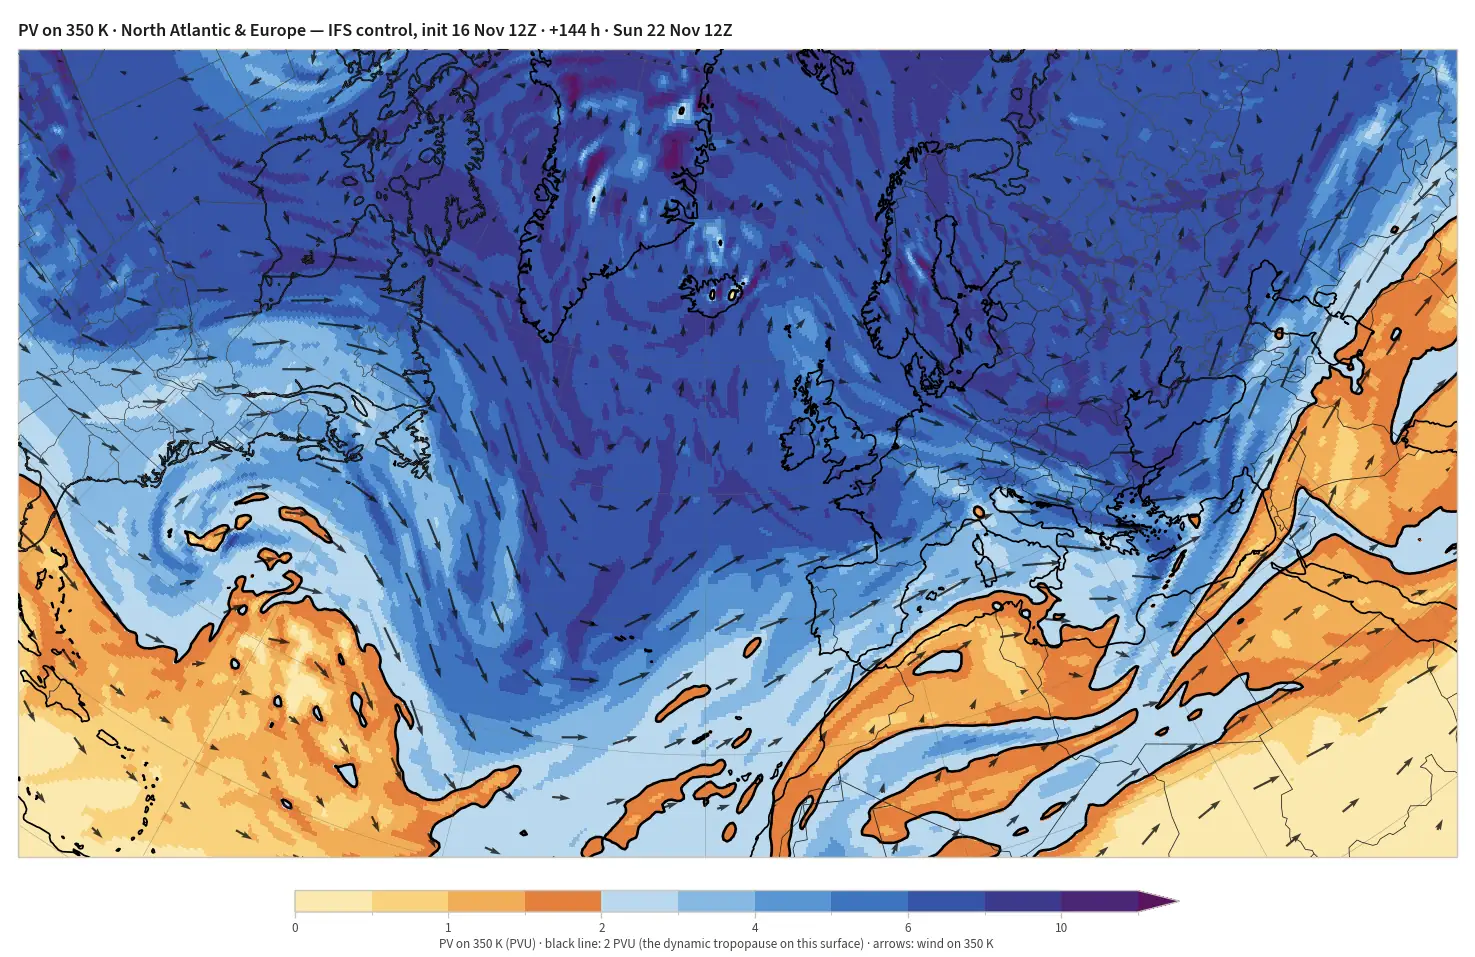 PV on 350 K · North Atlantic & Europe — IFS control, init 16 Nov 12Z · +144 h · Sun 22 Nov 12Z
0 1 2 4 6 10
PV on 350 K (PVU) · black line: 2 PVU (the dynamic tropopause on this surface) · arrows: wind on 350 K